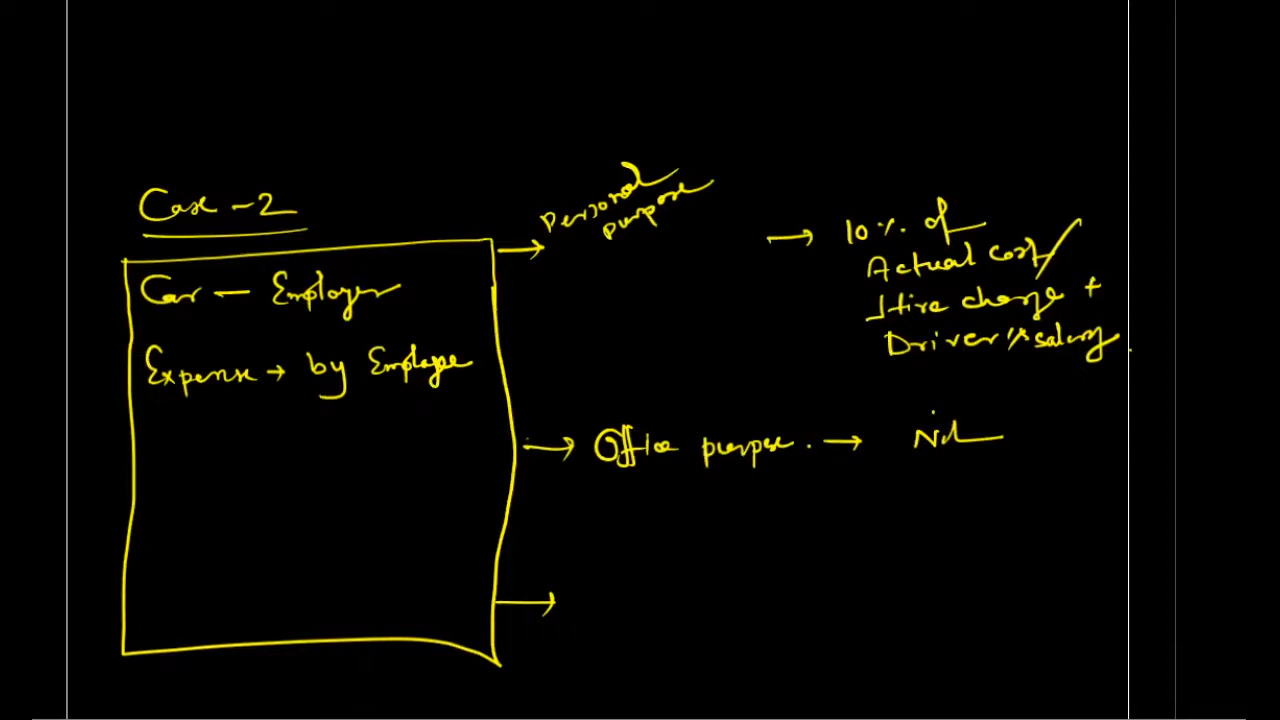 Case - 2
Car - Employer
Expense → by Employee
→ Personal
purpose
→ 10% of
Actual cost/
Hire charge +
Driver's salary
→ Office purpose. → Nil
→